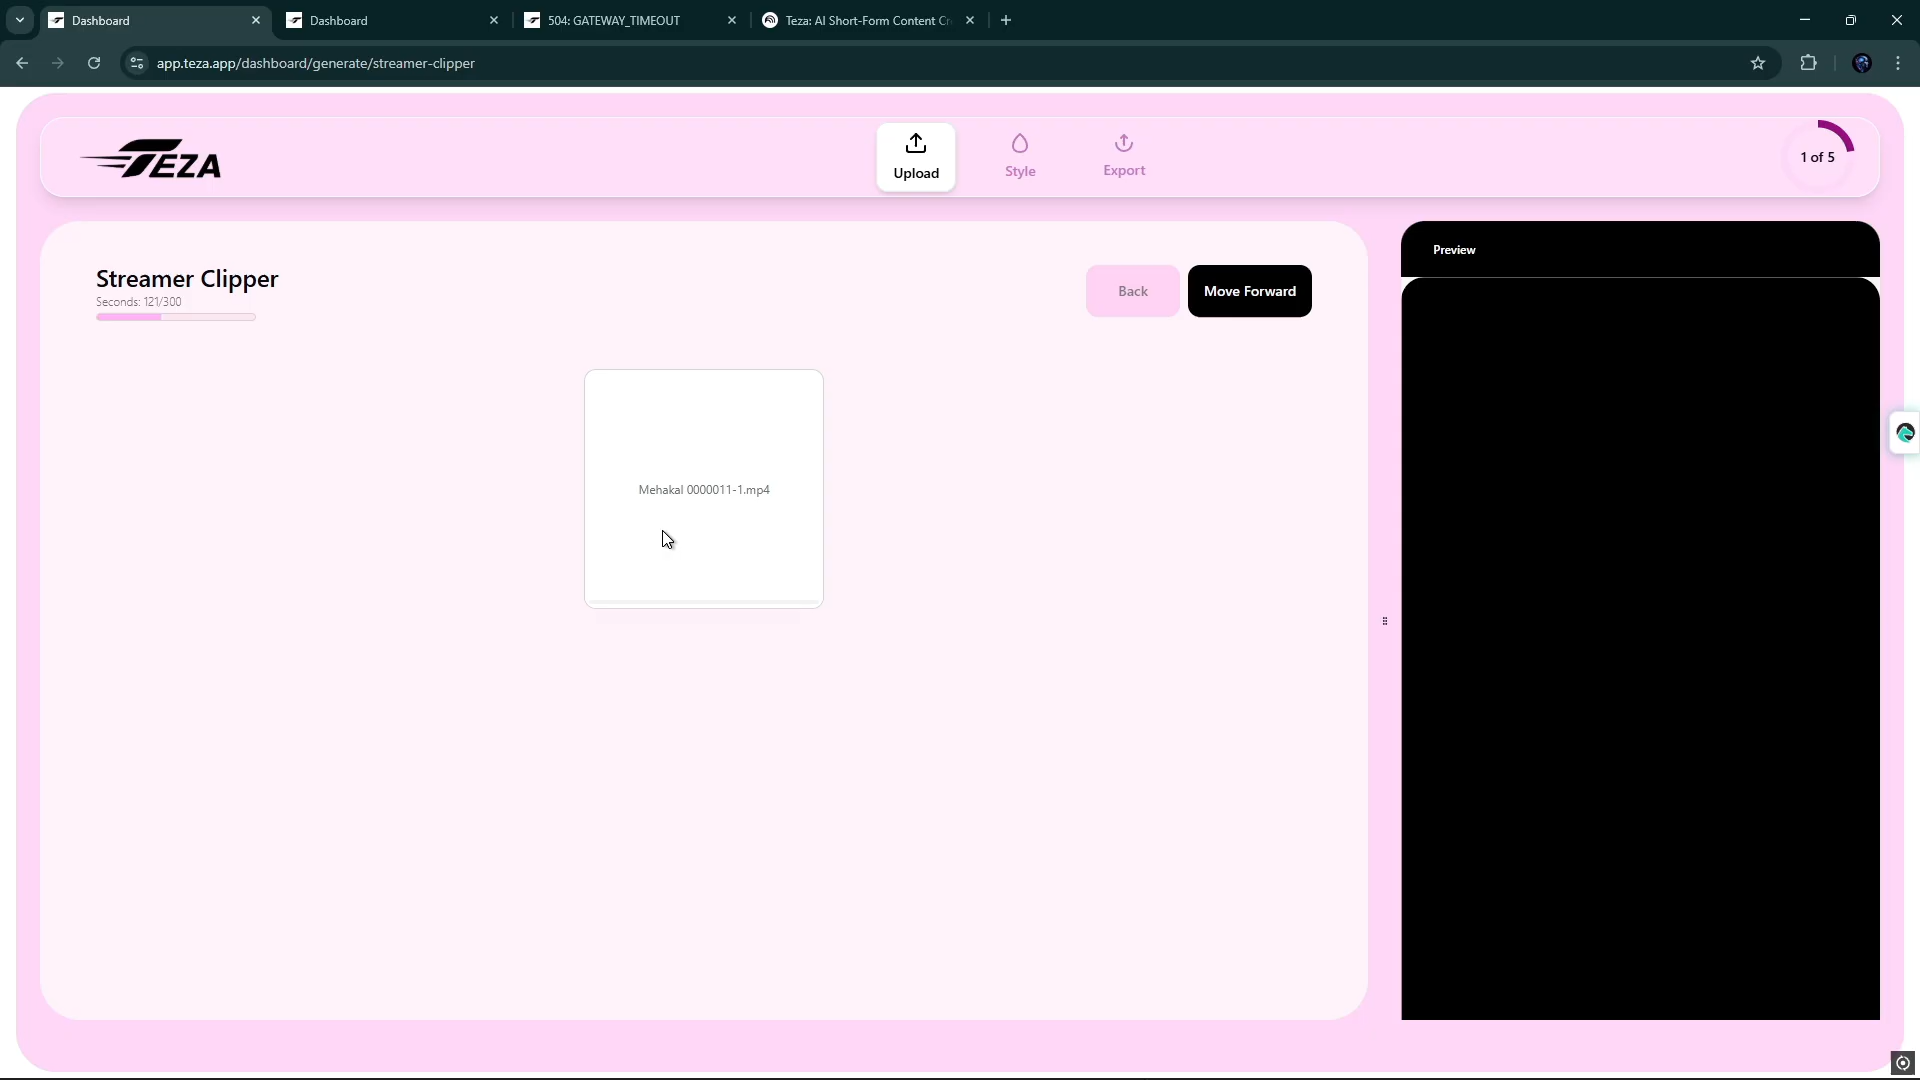 Dashboard
Dashboard
504: GATEWAY_TIMEOUT
Teza: AI Short-Form Content Cr
app.teza.app/dashboard/generate/streamer-clipper
TEZA
Upload
Style
Export
1 of 5
Streamer Clipper
Seconds: 121/300
Back
Move Forward
Preview
Mehakal 0000011-1.mp4